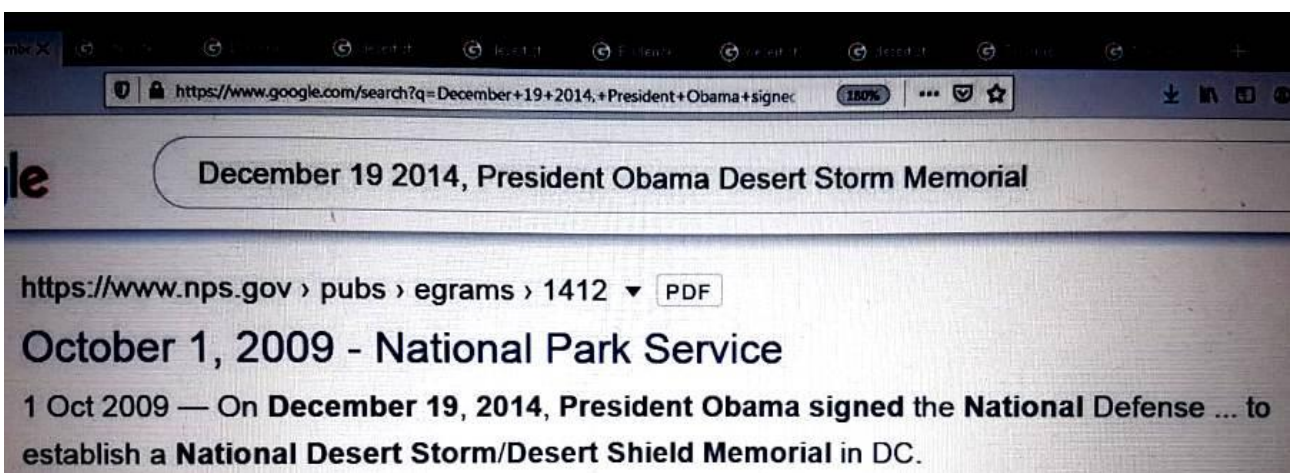 https://www.google.com/search?q=December+19+2014,+President+Obama+signec
180%
le
December 19 2014, President Obama Desert Storm Memorial
https://www.nps.gov › pubs › egrams › 1412 ▾ PDF
October 1, 2009 - National Park Service
1 Oct 2009 — On December 19, 2014, President Obama signed the National Defense ... to
establish a National Desert Storm/Desert Shield Memorial in DC.